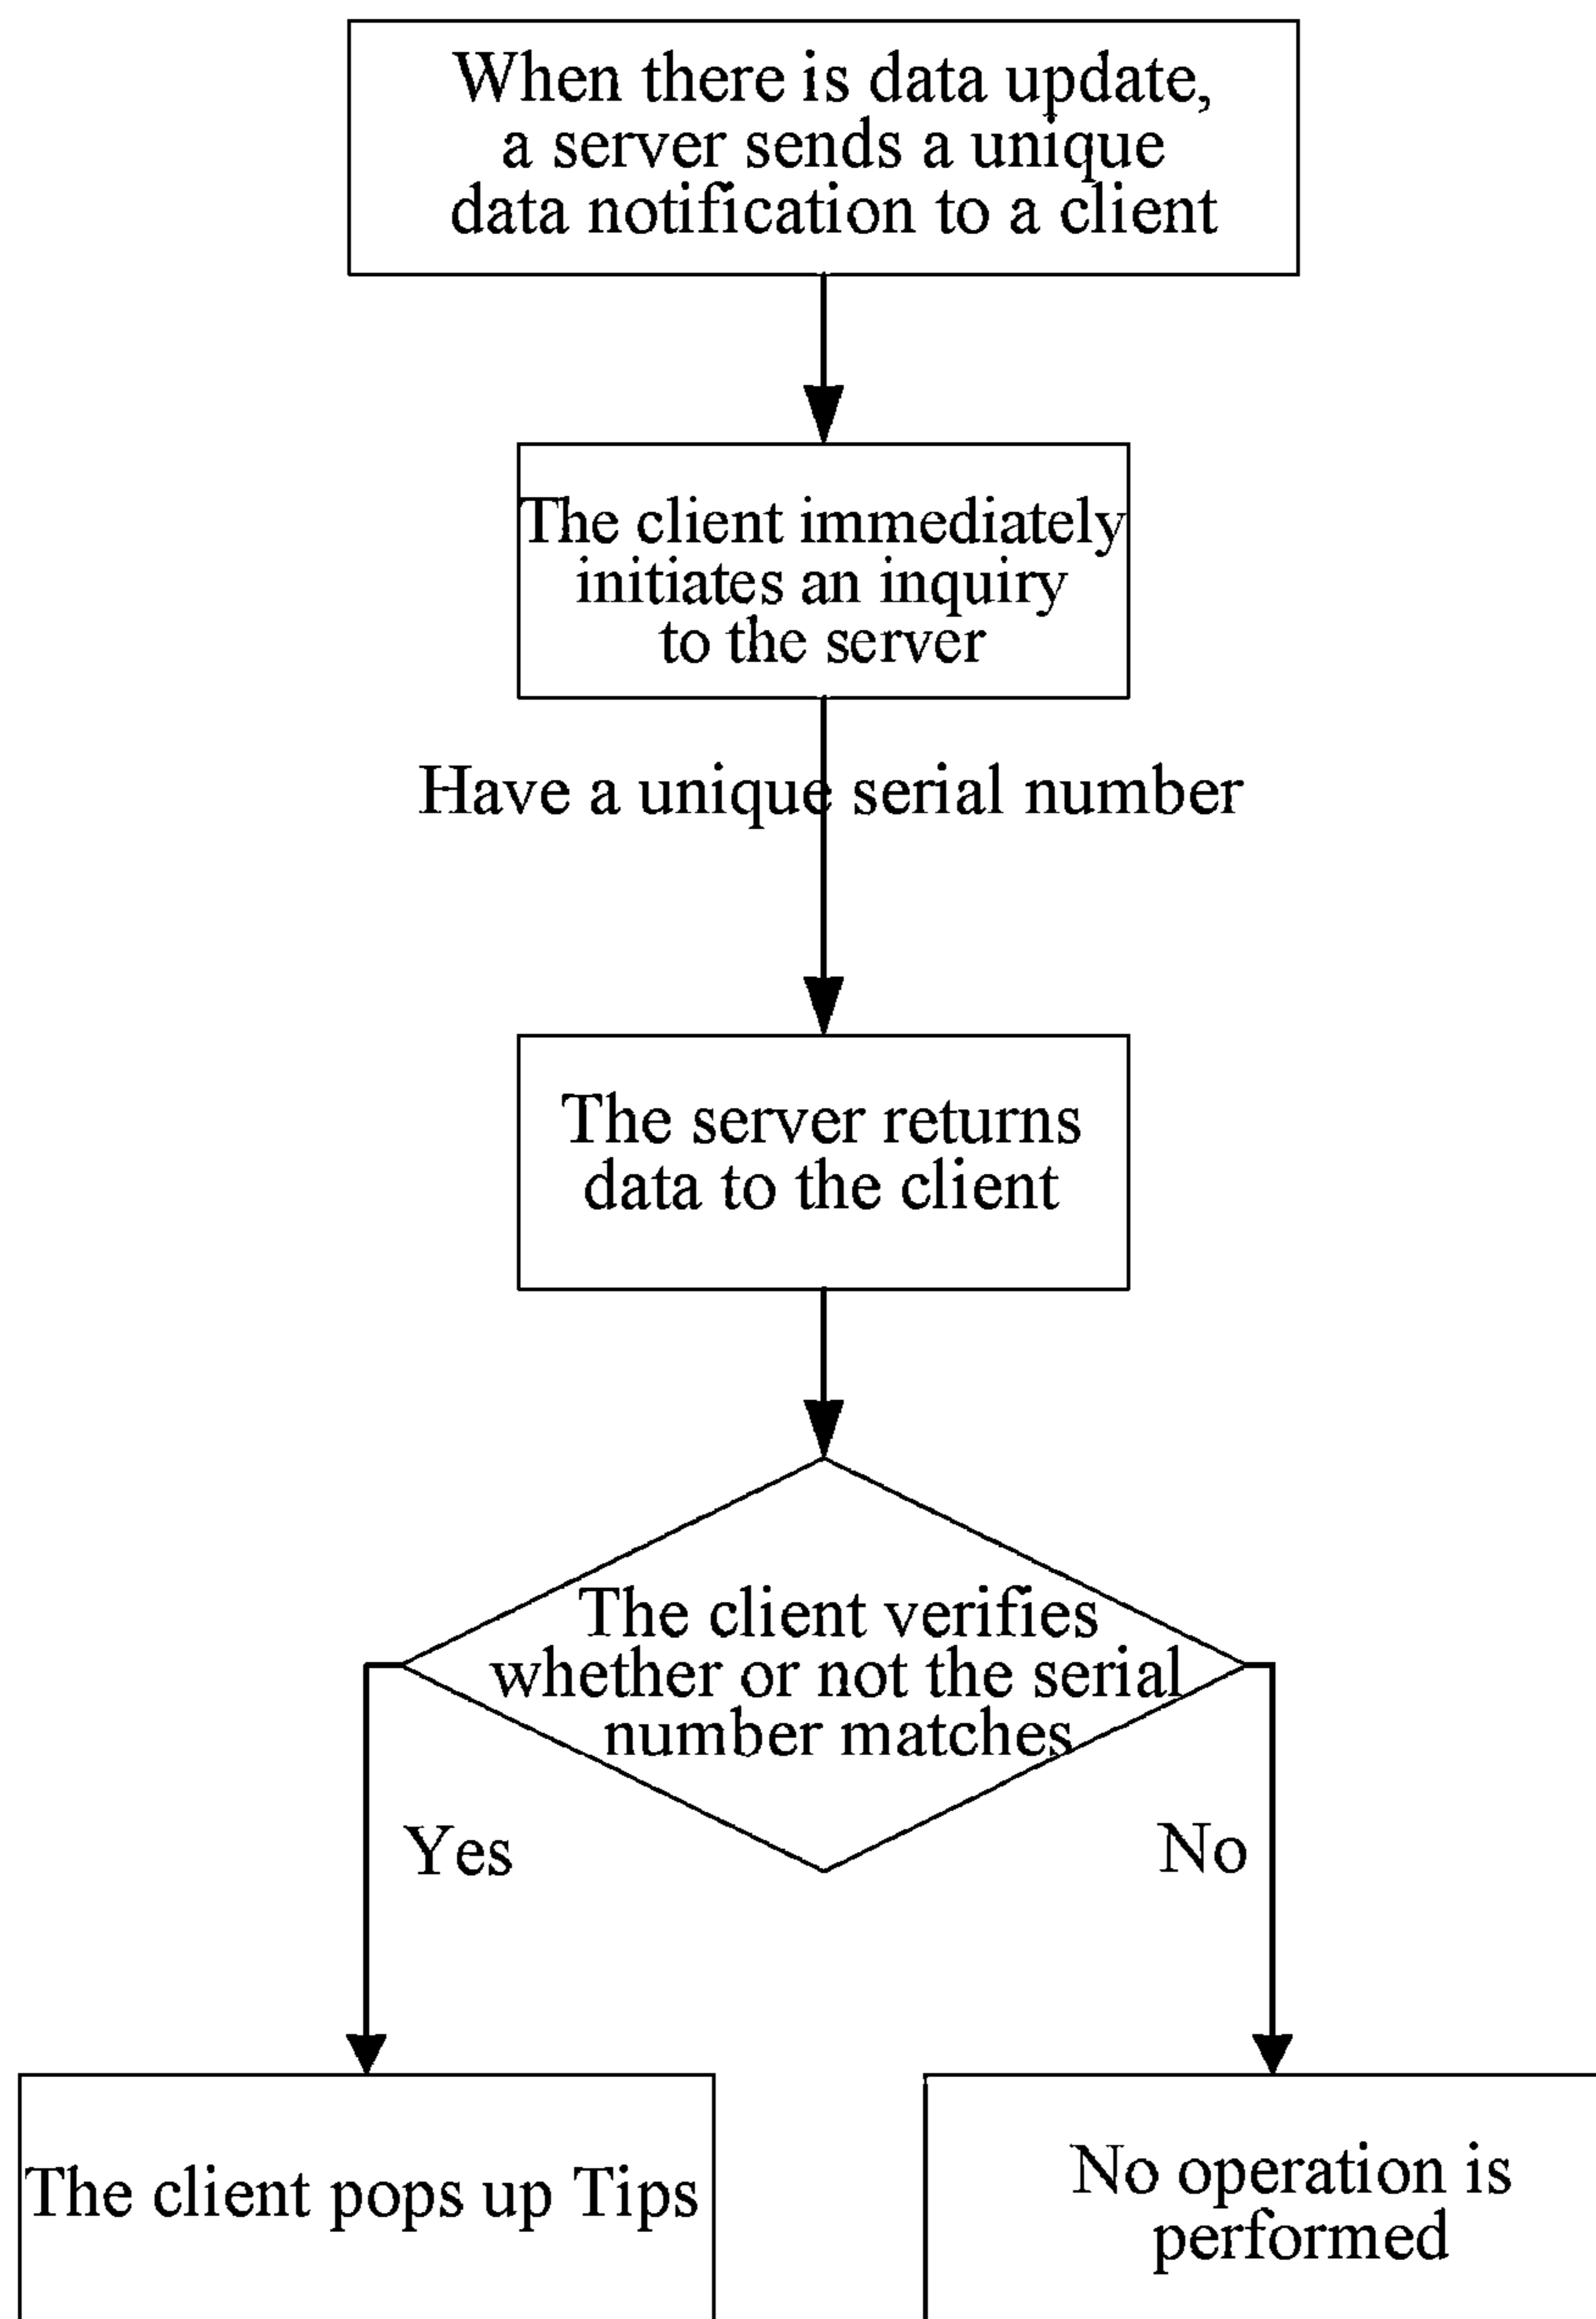 When there is data update,
a server sends a unique
data notification to a client
The client immediately
initiates an inquiry
to the server
Have a unique serial number
The server returns
data to the client
The client verifies
whether or not the serial
number matches
Yes
No
The client pops up Tips
No operation is
performed